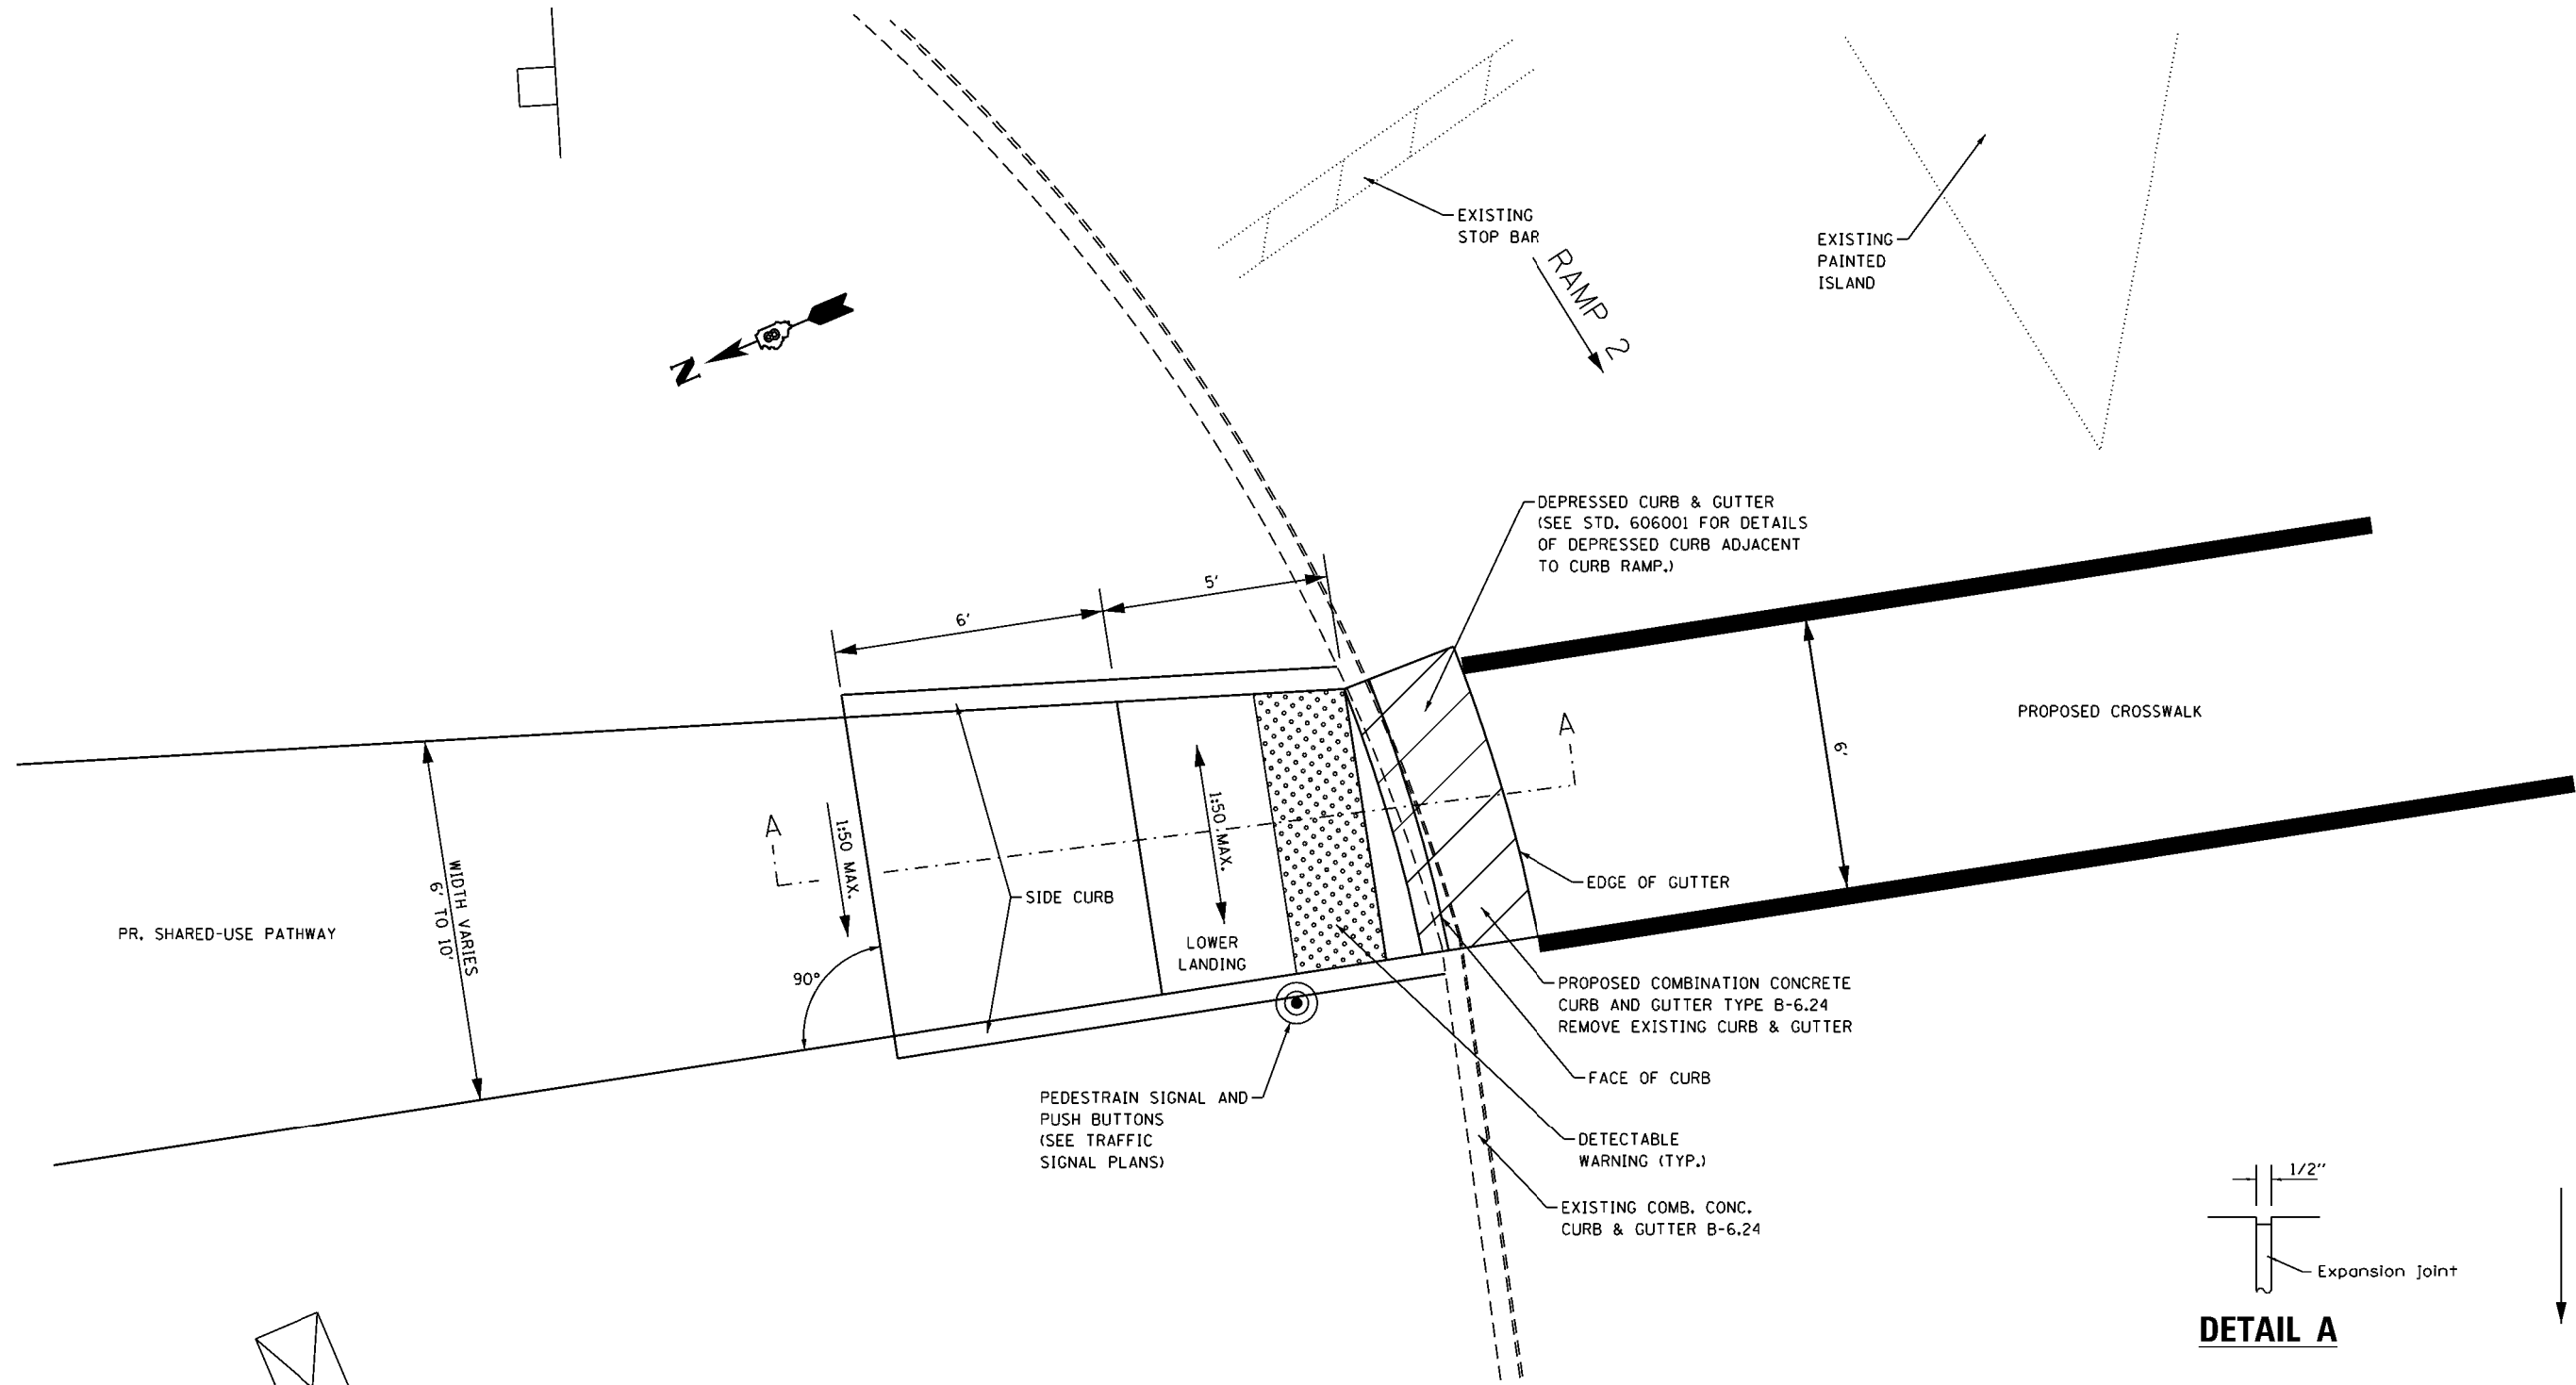 EXISTING
STOP BAR
RAMP 2
EXISTING
PAINTED
ISLAND
N
DEPRESSED CURB & GUTTER
(SEE STD. 606001 FOR DETAILS
OF DEPRESSED CURB ADJACENT
TO CURB RAMP.)
5'
6'
PROPOSED CROSSWALK
6'
A
A
1:50 MAX.
1:50 MAX.
WIDTH VARIES
6' TO 10'
PR. SHARED-USE PATHWAY
SIDE CURB
EDGE OF GUTTER
LOWER
LANDING
90°
PROPOSED COMBINATION CONCRETE
CURB AND GUTTER TYPE B-6.24
REMOVE EXISTING CURB & GUTTER
FACE OF CURB
PEDESTRAIN SIGNAL AND
PUSH BUTTONS
(SEE TRAFFIC
SIGNAL PLANS)
DETECTABLE
WARNING (TYP.)
EXISTING COMB. CONC.
CURB & GUTTER B-6.24
1/2"
Expansion joint
DETAIL A